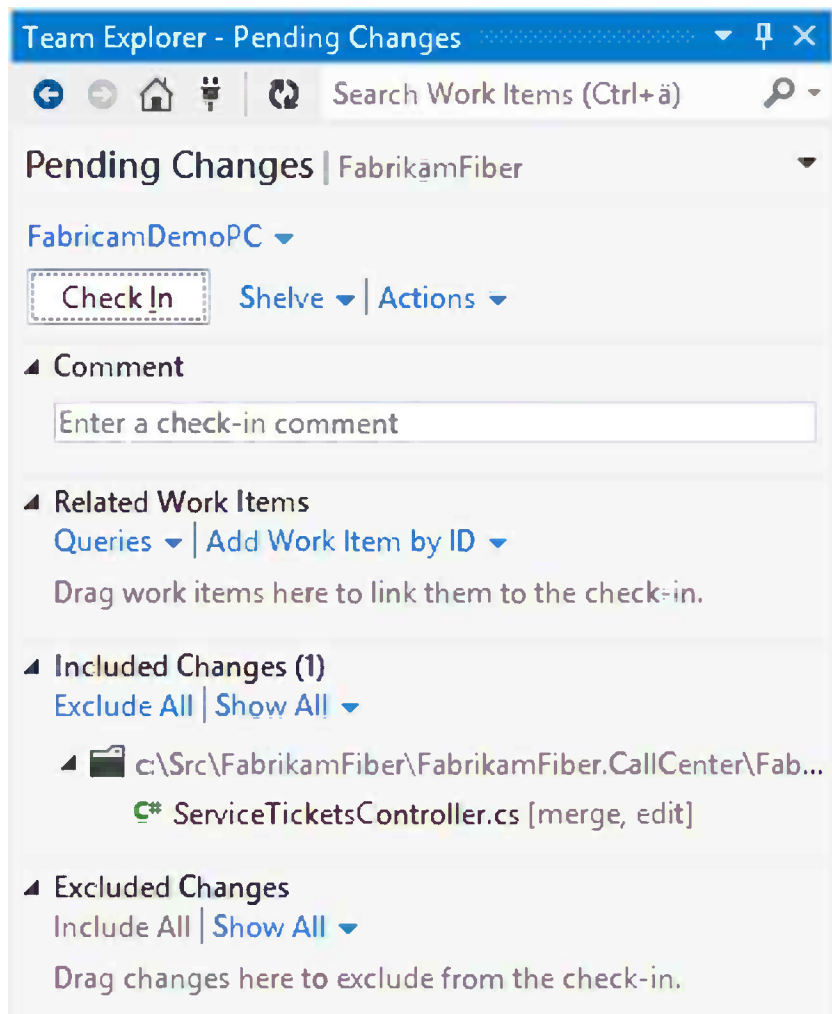 Team Explorer - Pending Changes
Search Work Items (Ctrl+ä)
Pending Changes | FabrikamFiber
FabricamDemoPC
Check In Shelve | Actions
Comment
Enter a check-in comment
Related Work Items
Queries | Add Work Item by ID
Drag work items here to link them to the check-in.
Included Changes (1)
Exclude All | Show All
c:\Src\FabrikamFiber\FabrikamFiber.CallCenter\Fab...
C# ServiceTicketsController.cs [merge, edit]
Excluded Changes
Include All | Show All
Drag changes here to exclude from the check-in.